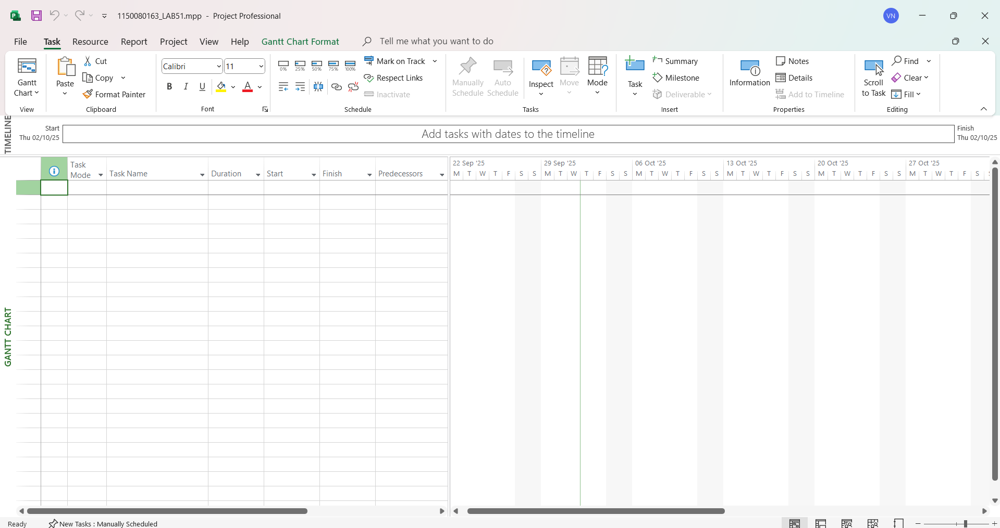 1150080163_LAB51.mpp - Project Professional
VN
File Task Resource Report Project View Help Gantt Chart Format Tell me what you want to do
Gantt Chart
View
Paste
Cut
Copy
Format Painter
Clipboard
Calibri 11
B I U A
Font
0% 25% 50% 75% 100%
Mark on Track
Respect Links
Inactivate
Schedule
Manually Schedule
Auto Schedule
Inspect
Move
Mode
Tasks
Task
Summary
Milestone
Deliverable
Insert
Information
Notes
Details
Add to Timeline
Properties
Scroll to Task
Find
Clear
Fill
Editing
TIMELINE
Start
Thu 02/10/25
Add tasks with dates to the timeline
Finish
Thu 02/10/25
Task Mode Task Name Duration Start Finish Predecessors
22 Sep '25 29 Sep '25 06 Oct '25 13 Oct '25 20 Oct '25 27 Oct '25
M T W T F S S M T W T F S S M T W T F S S M T W T F S S M T W T F S S M T W T F S
GANTT CHART
Ready New Tasks : Manually Scheduled